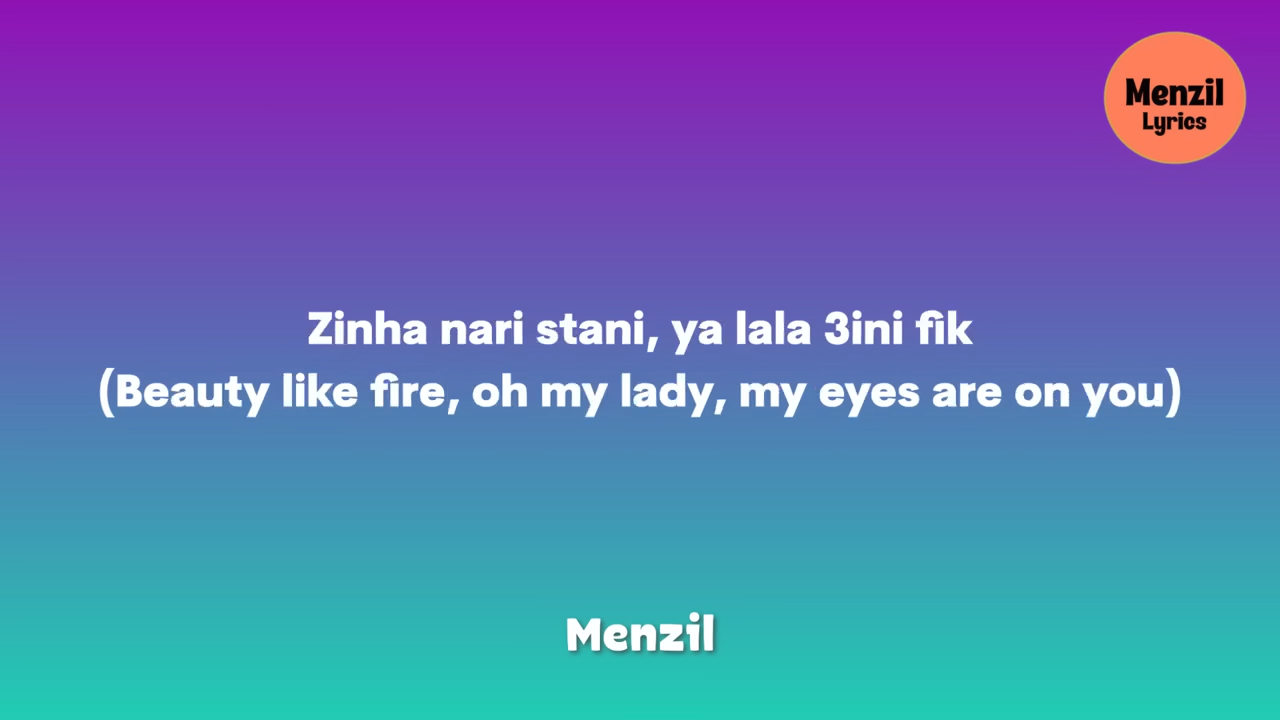 Menzil
Lyrics
Zinha nari stani, ya lala 3ini fik
(Beauty like fire, oh my lady, my eyes are on you)
Menzil